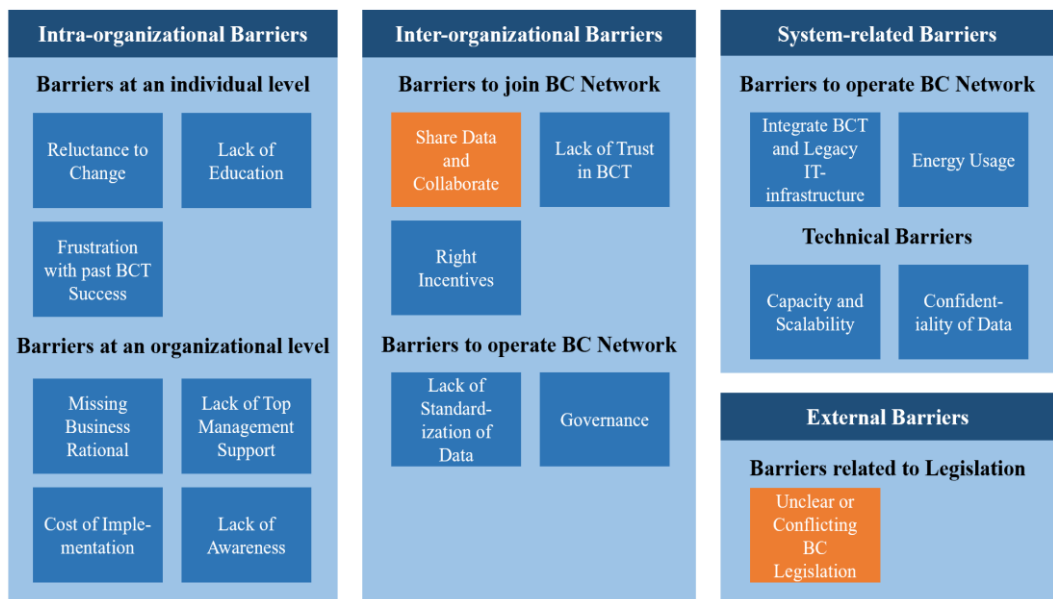 Intra-organizational Barriers
Barriers at an individual level
Reluctance to
Change
Lack of
Education
Frustration
with past BCT
Success
Barriers at an organizational level
Missing
Business
Rational
Lack of Top
Management
Support
Cost of Imple-
mentation
Lack of
Awareness
Inter-organizational Barriers
Barriers to join BC Network
Share Data
and
Collaborate
Lack of Trust
in BCT
Right
Incentives
Barriers to operate BC Network
Lack of
Standard-
ization of
Data
Governance
System-related Barriers
Barriers to operate BC Network
Integrate BCT
and Legacy
IT-
infrastructure
Energy Usage
Technical Barriers
Capacity and
Scalability
Confident-
iality of Data
External Barriers
Barriers related to Legislation
Unclear or
Conflicting
BC
Legislation